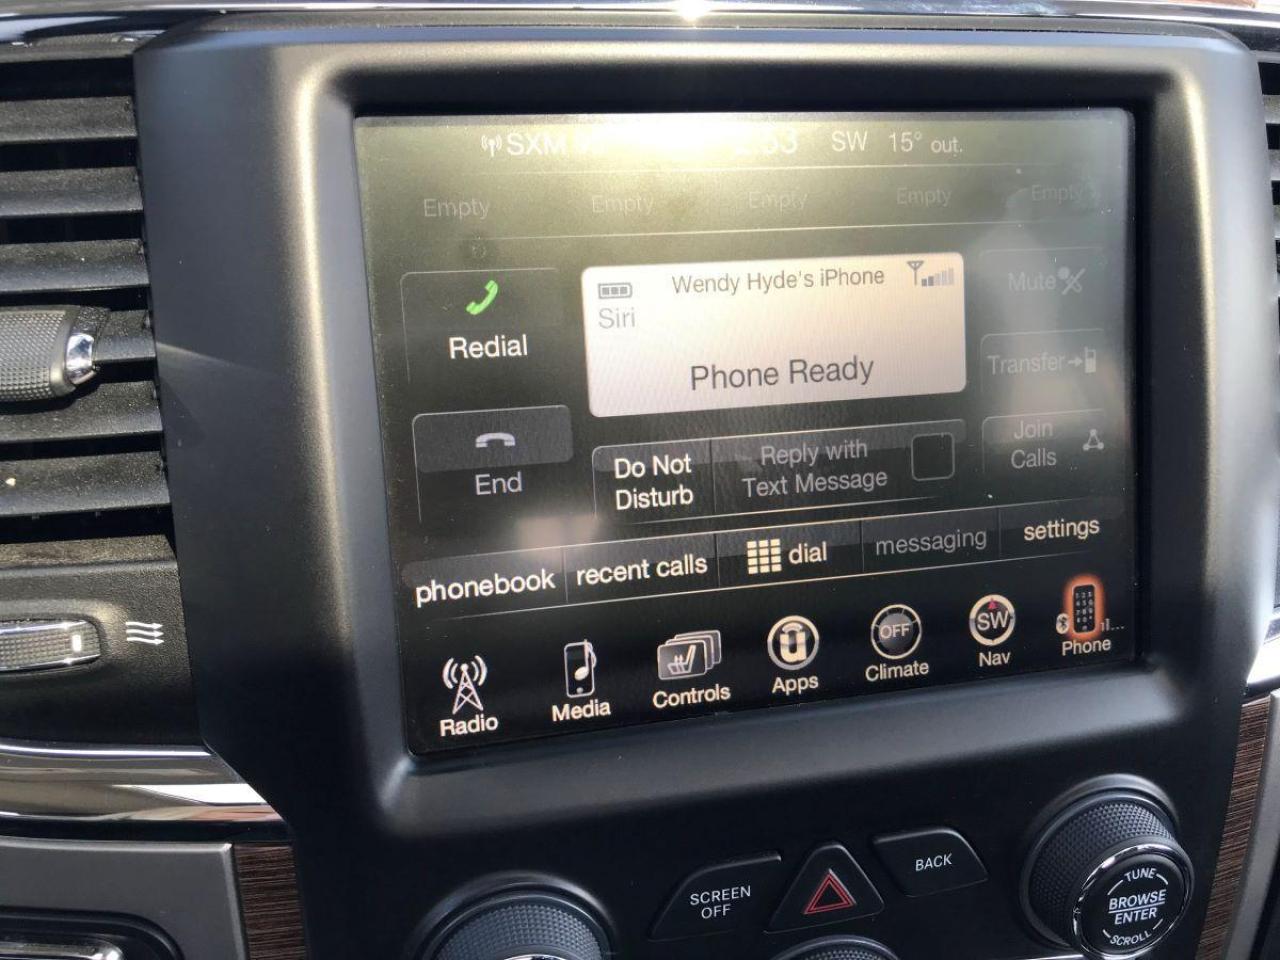 SXM
:53 SW 15° out.
Empty Empty Empty Empty Empty
Redial
Wendy Hyde's iPhone
Siri
Phone Ready
Mute
Transfer
End
Do Not
Disturb
Reply with
Text Message
Join
Calls
phonebook recent calls dial messaging settings
Radio Media Controls Apps OFF Climate SW Nav Phone
SCREEN
OFF
BACK
TUNE
BROWSE
ENTER
SCROLL